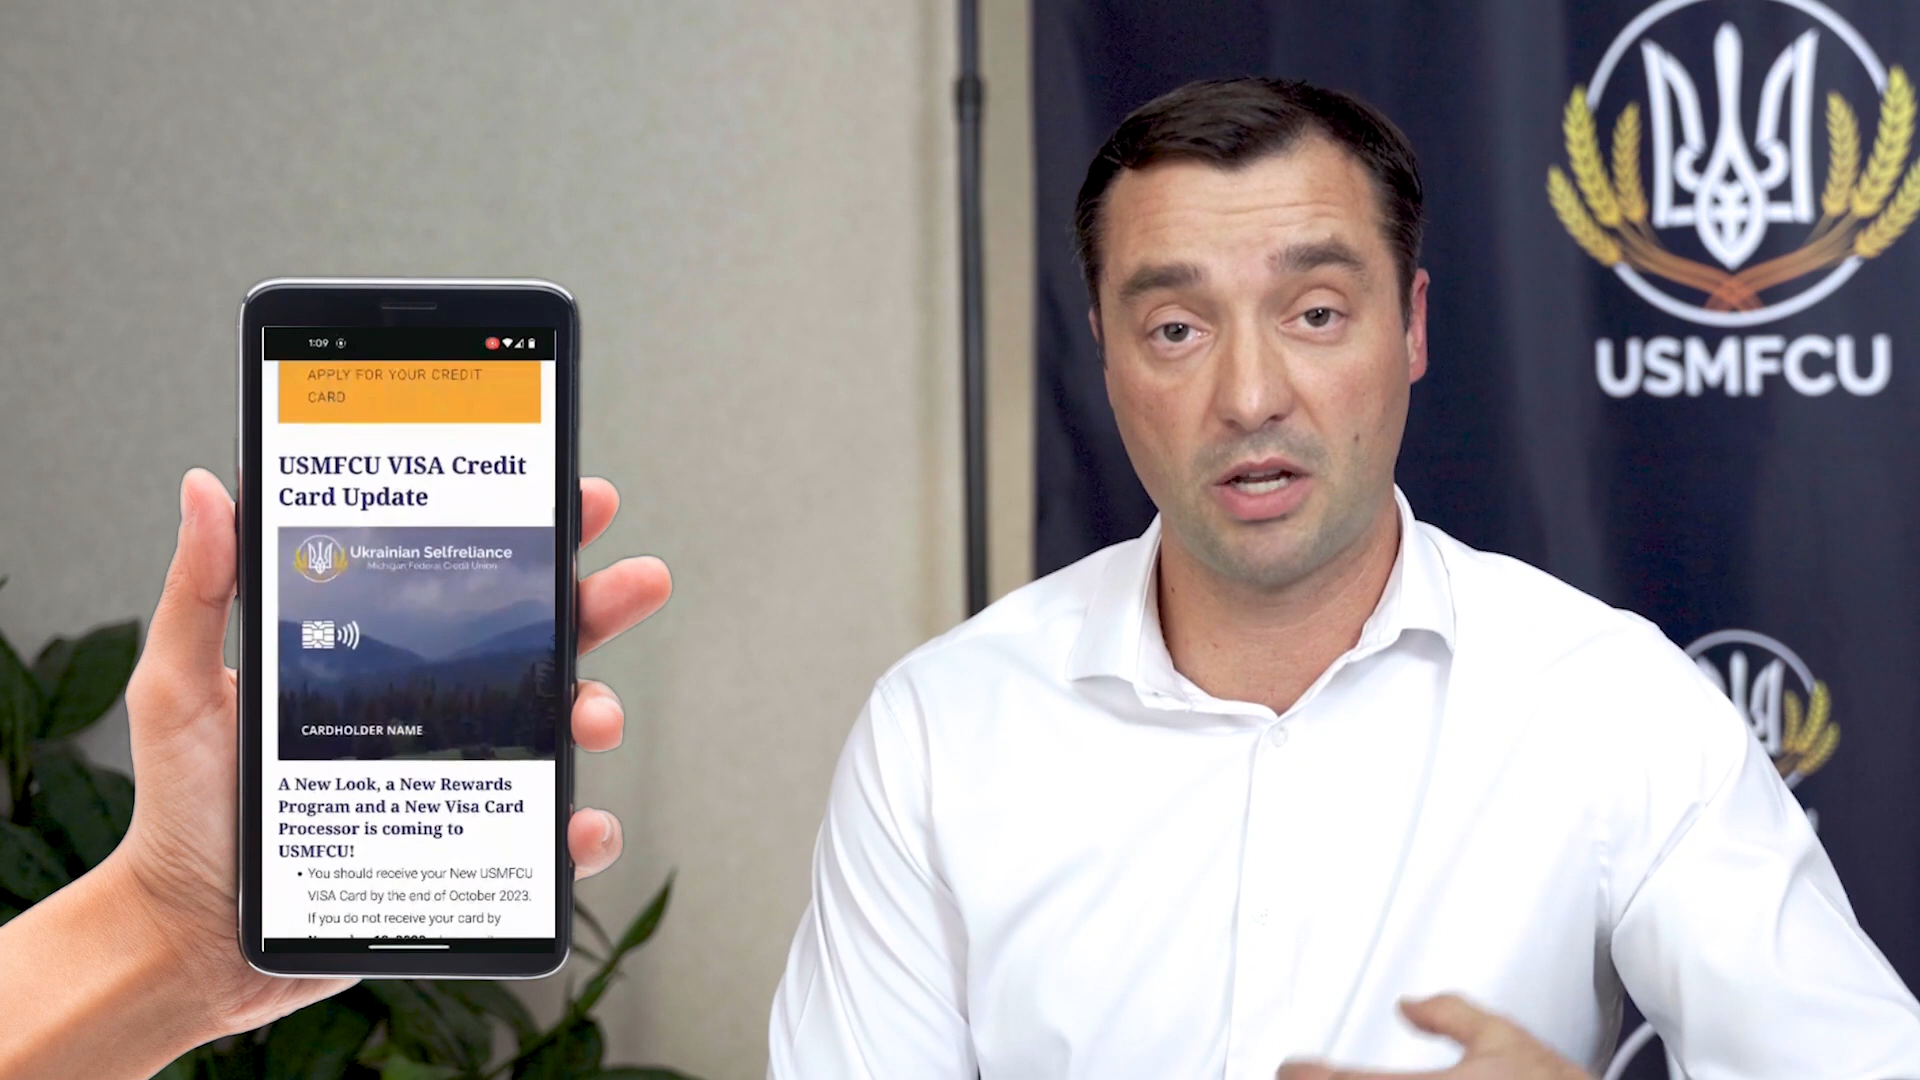 1:09
APPLY FOR YOUR CREDIT
CARD
USMFCU VISA Credit
Card Update
Ukrainian Selfreliance
Michigan Federal Credit Union
CARDHOLDER NAME
A New Look, a New Rewards
Program and a New Visa Card
Processor is coming to
USMFCU!
• You should receive your New USMFCU
VISA Card by the end of October 2023.
If you do not receive your card by
USMFCU